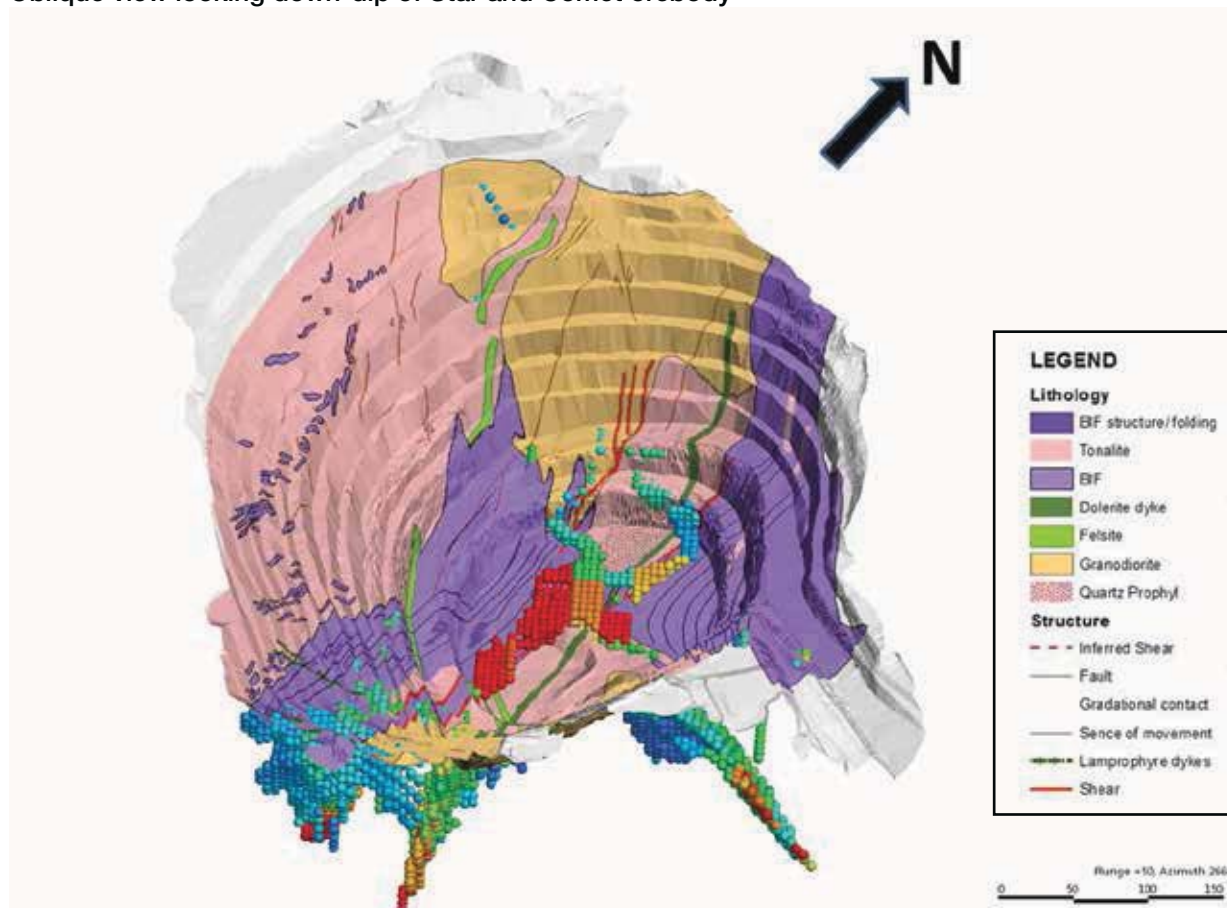 Oblique view looking down-dip of Star and Comet orebody
N
LEGEND
Lithology
BIF structure/folding
Tonalite
BIF
Dolerite dyke
Felsite
Granodiorite
Quartz Prophyl
Structure
Inferred Shear
Fault
Gradational contact
Sence of movement
Lamprophyre dykes
Shear
Azimuth 266
0 50 100 150